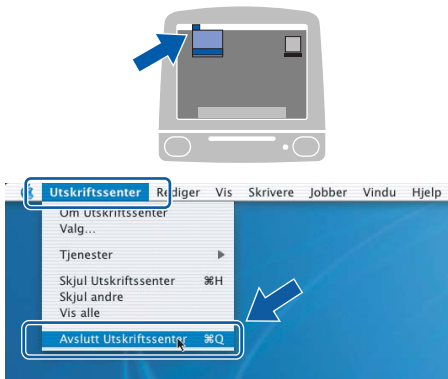 Utskriftssenter Rediger Vis Skrivere Jobber Vindu Hjelp
Om Utskriftssenter
Valg...
Tjenester
Skjul Utskriftssenter ⌘H
Skjul andre
Vis alle
Avslutt Utskriftssenter ⌘Q